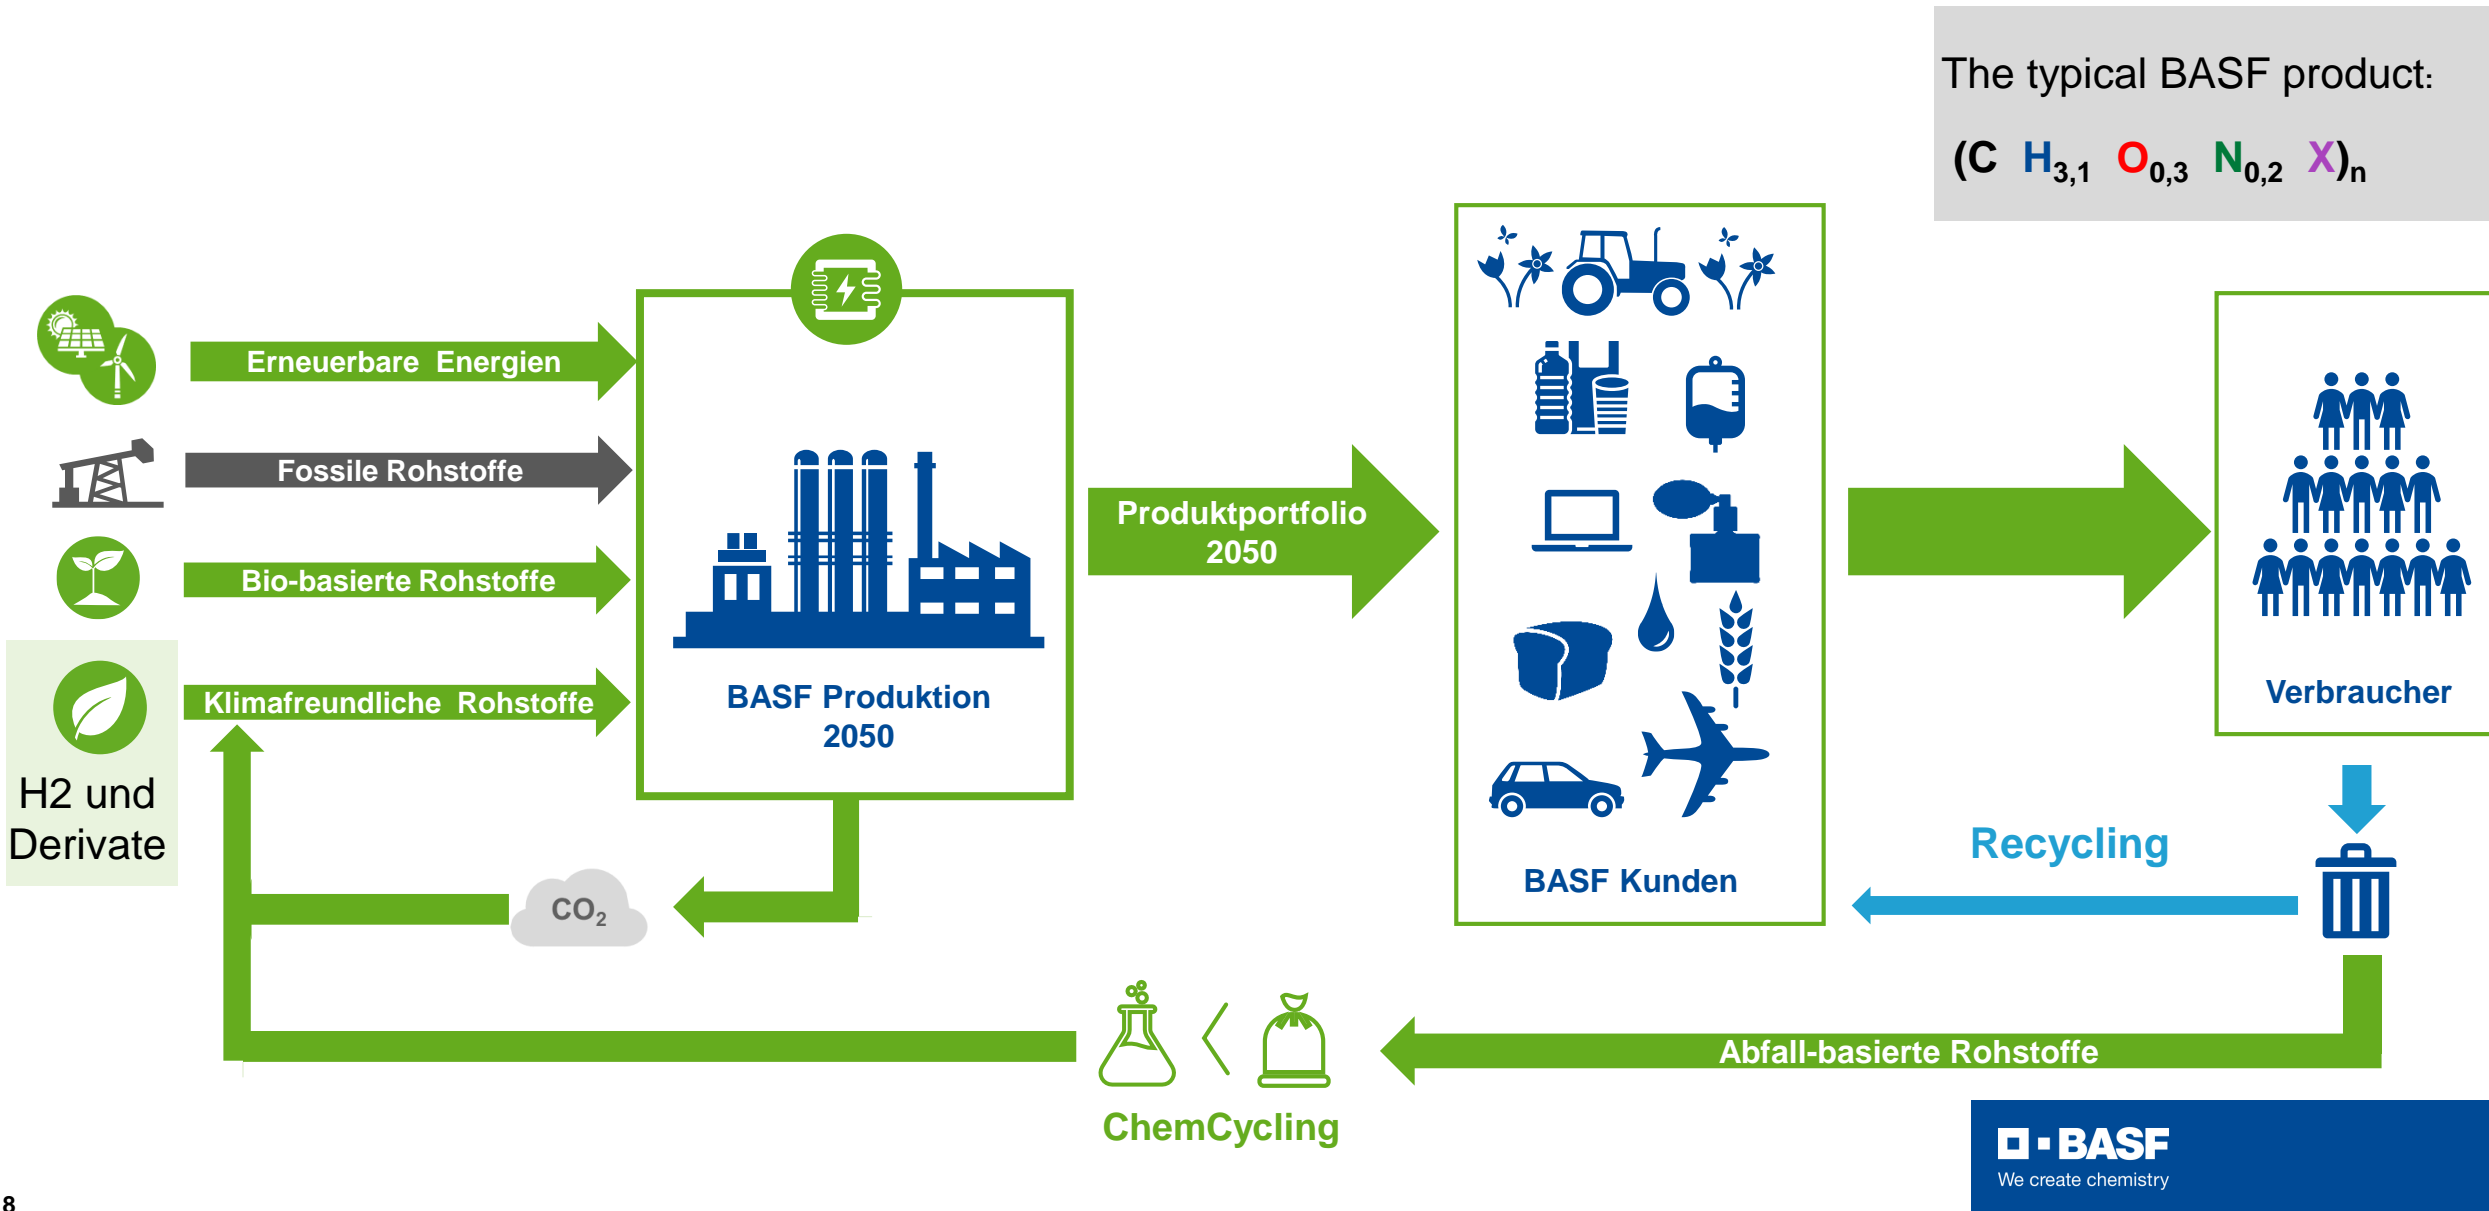 The typical BASF product:
(C H3,1 O0,3 N0,2 X)n
Erneuerbare Energien
Fossile Rohstoffe
Bio-basierte Rohstoffe
Klimafreundliche Rohstoffe
H2 und
Derivate
BASF Produktion
2050
CO2
Produktportfolio
2050
BASF Kunden
Verbraucher
Recycling
Abfall-basierte Rohstoffe
ChemCycling
BASF
We create chemistry
8